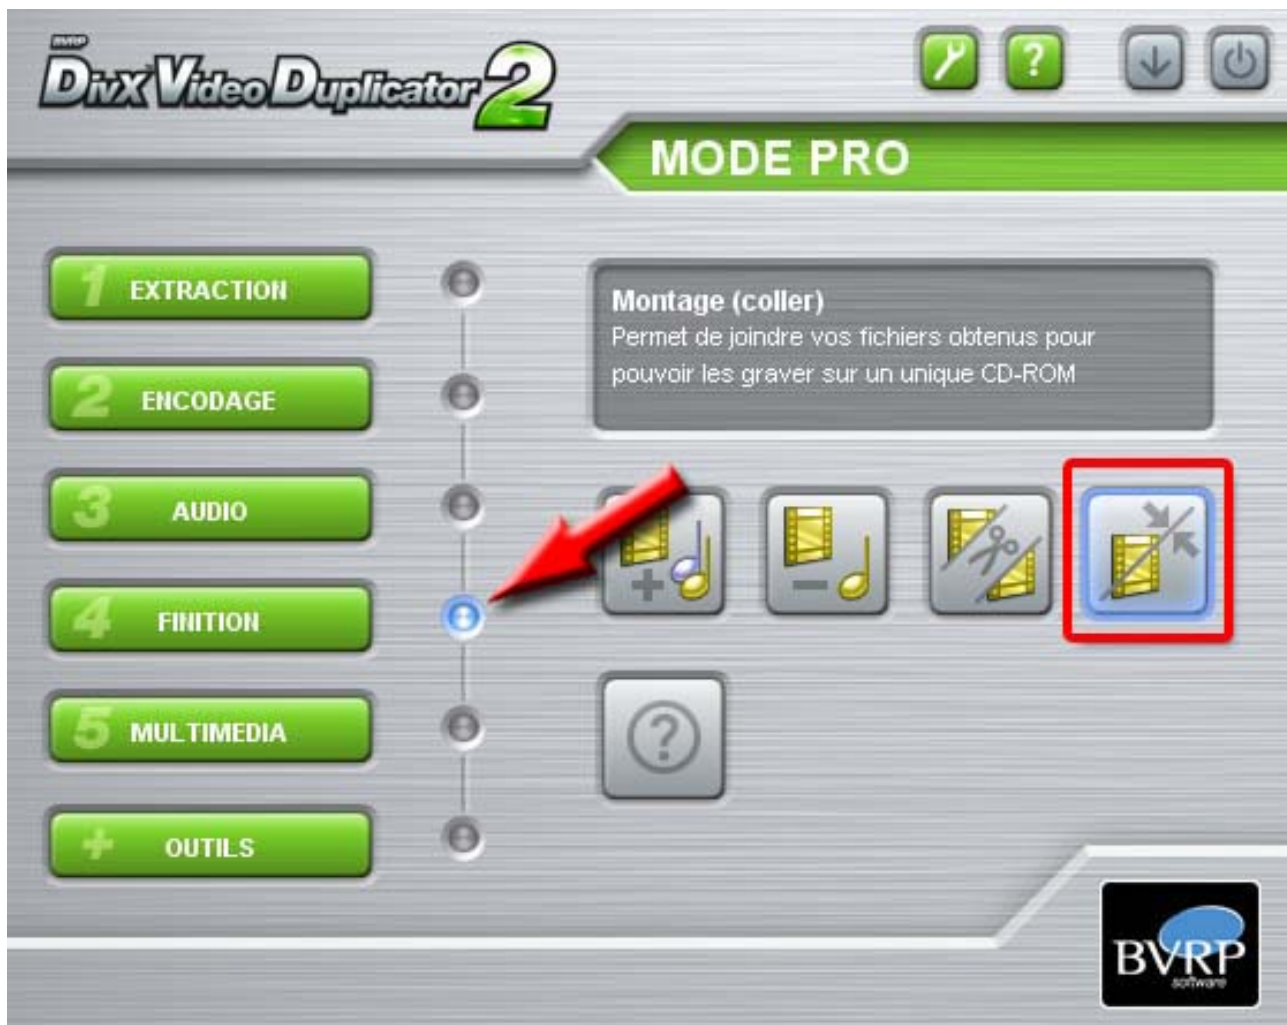 BVRP
DivX Video Duplicator 2
?
MODE PRO
1 EXTRACTION
2 ENCODAGE
3 AUDIO
4 FINITION
5 MULTIMEDIA
+ OUTILS
Montage (coller)
Permet de joindre vos fichiers obtenus pour
pouvoir les graver sur un unique CD-ROM
+
-
?
BVRP
software